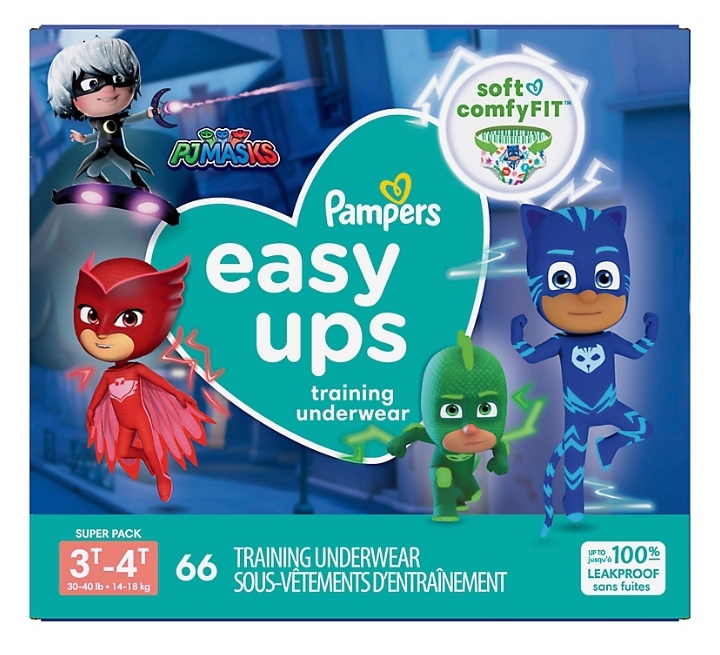 PJMASKS
soft
comfyFIT™
Pampers
easy
ups
training
underwear
SUPER PACK
3T-4T
30-40 lb • 14-18 kg
66
TRAINING UNDERWEAR
SOUS-VÊTEMENTS D'ENTRAÎNEMENT
UP TO
jusqu'à
100%
LEAKPROOF
sans fuites